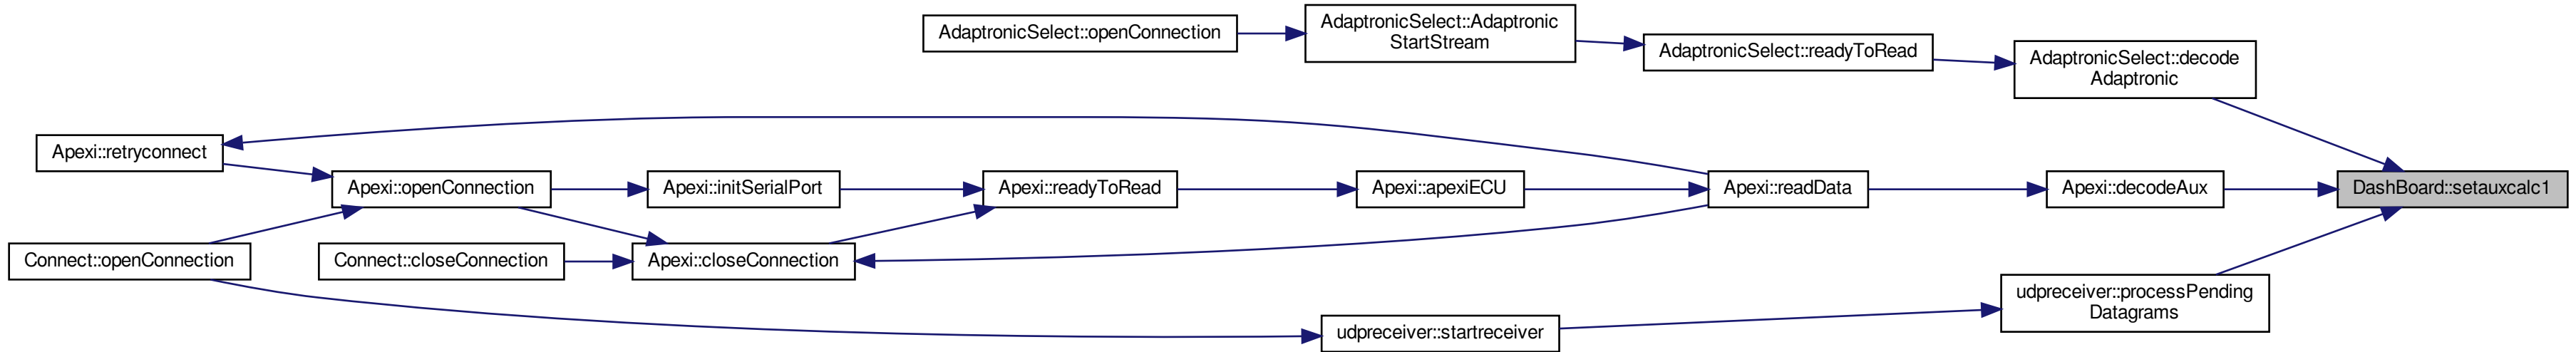 AdaptronicSelect::openConnection
AdaptronicSelect::Adaptronic
StartStream
AdaptronicSelect::readyToRead
AdaptronicSelect::decode
Adaptronic
Apexi::retryconnect
Apexi::openConnection
Apexi::initSerialPort
Apexi::readyToRead
Apexi::apexiECU
Apexi::readData
Apexi::decodeAux
DashBoard::setauxcalc1
Connect::openConnection
Connect::closeConnection
Apexi::closeConnection
udpreceiver::processPending
Datagrams
udpreceiver::startreceiver